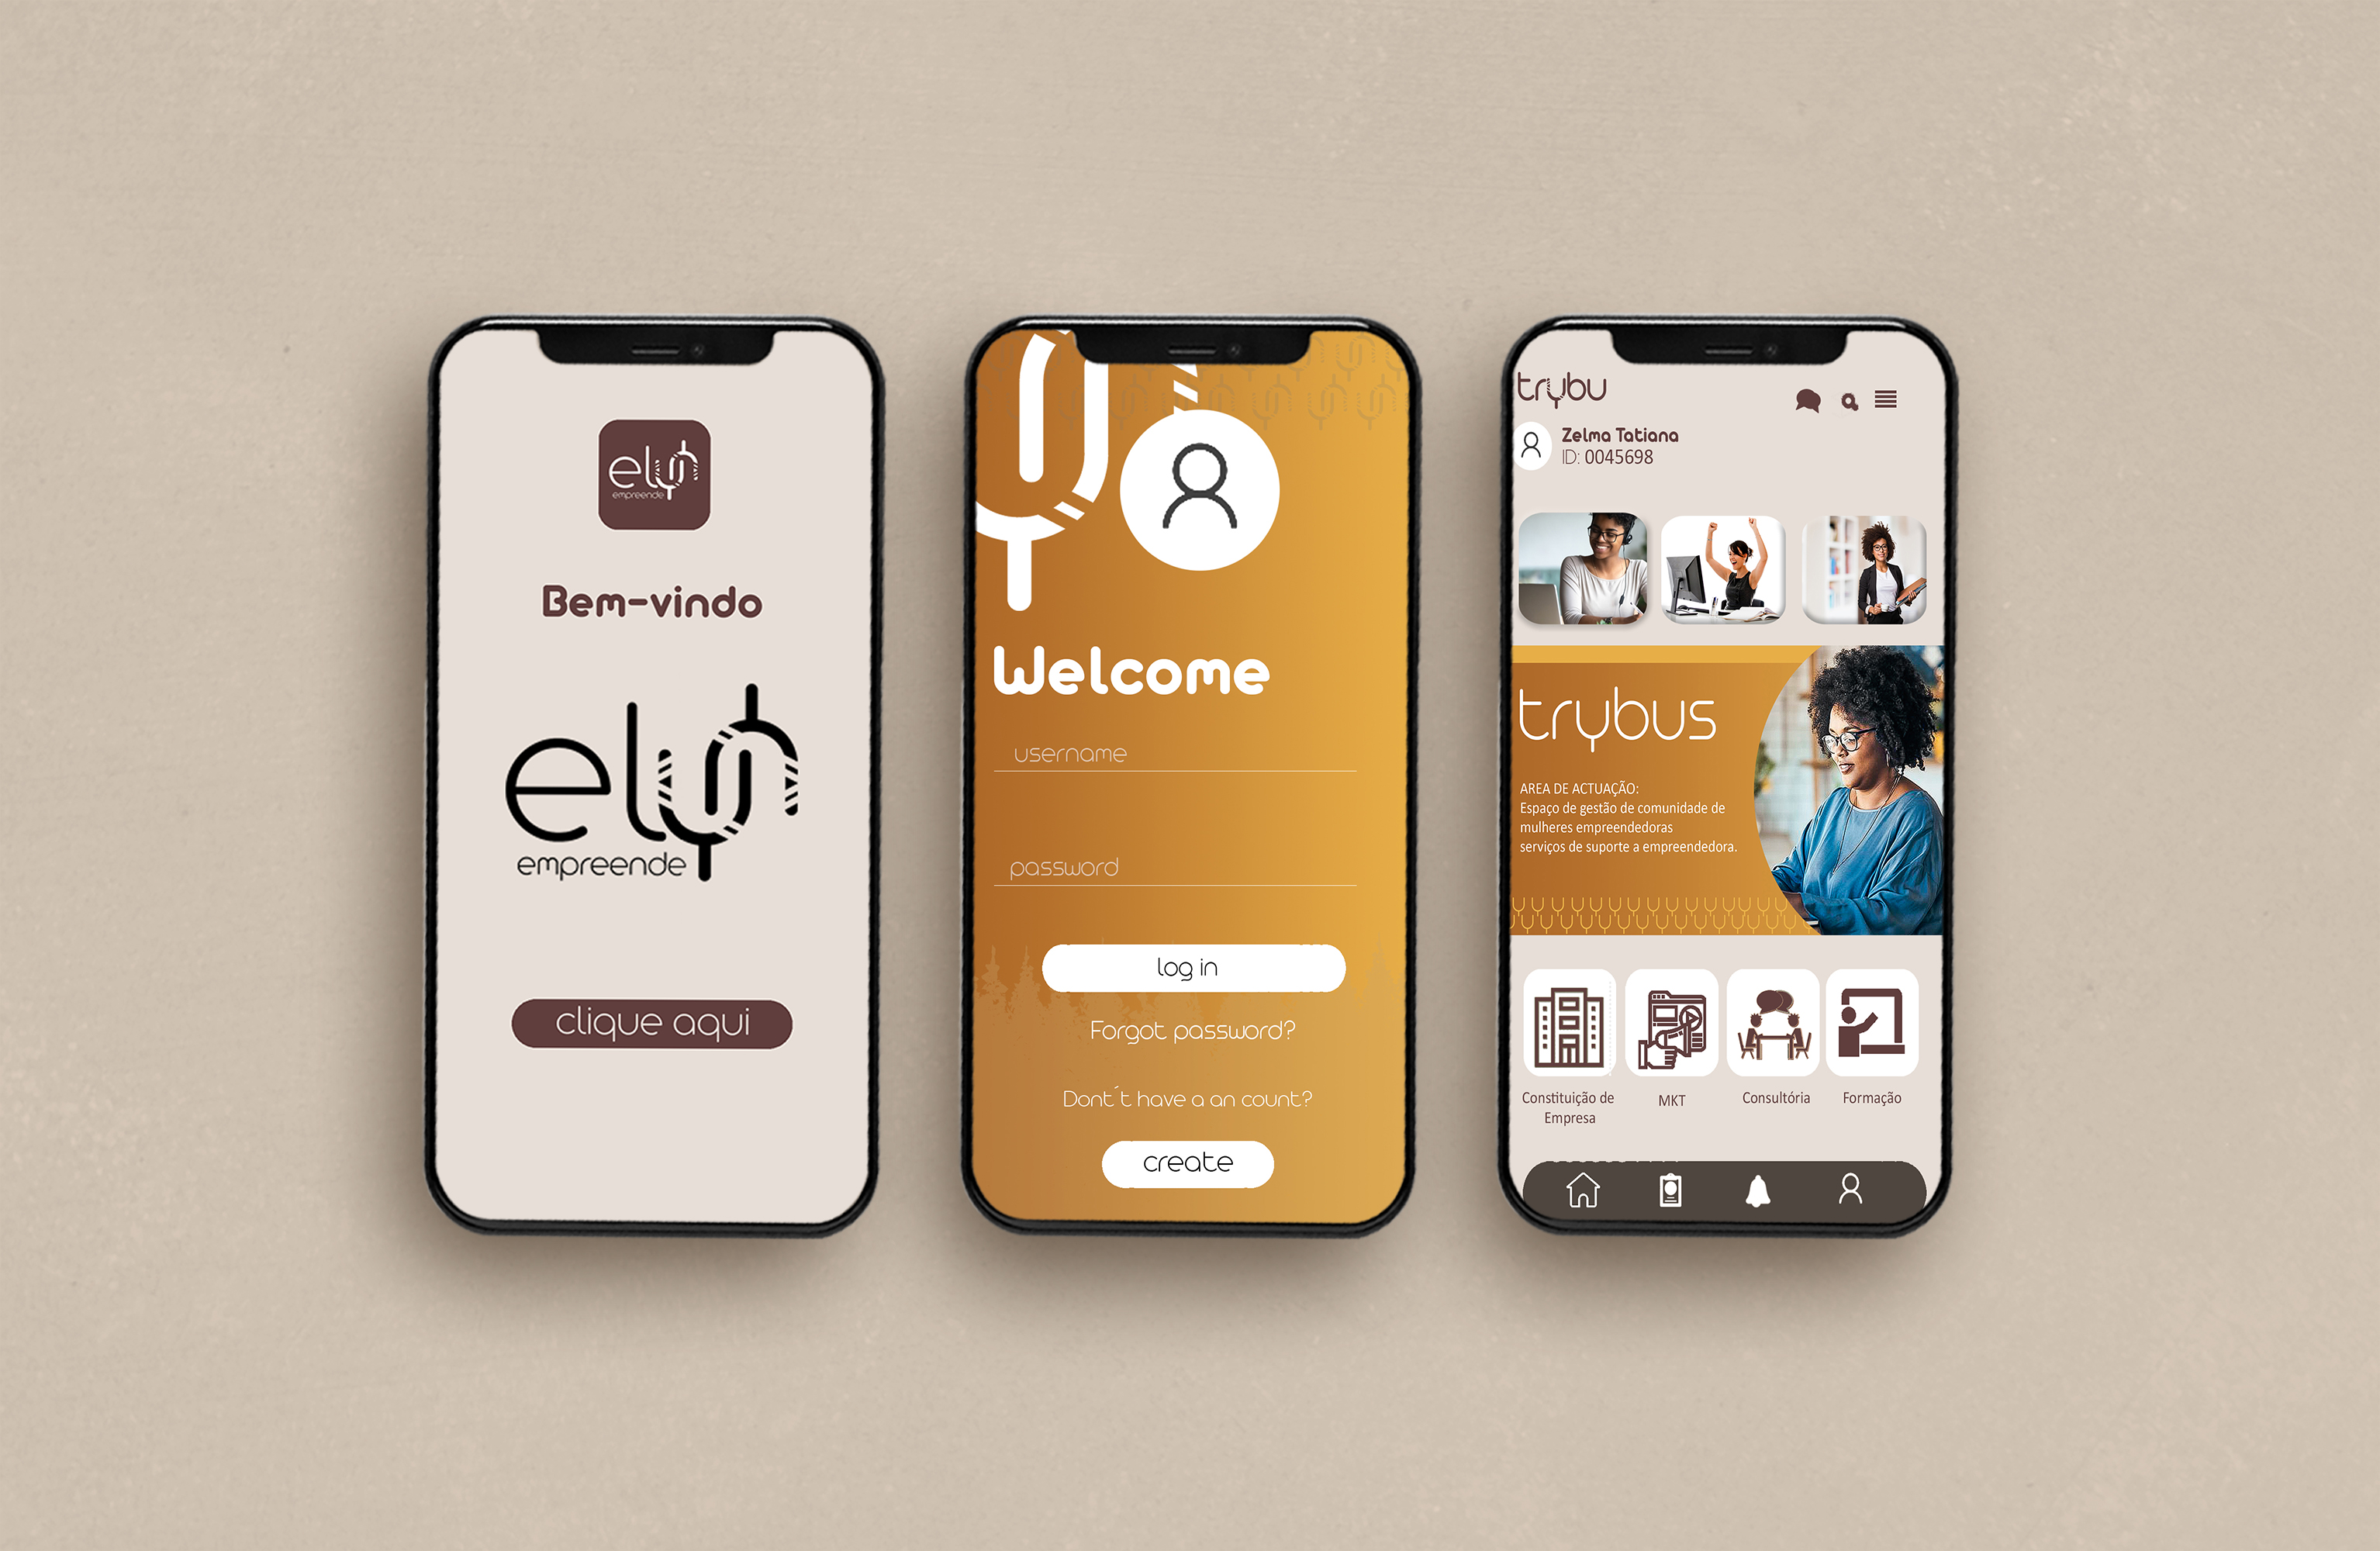 elyn
empreende
Bem-vindo
elyn
empreende
clique aqui
Welcome
username
password
log in
Forgot password?
Dont´t have a an count?
create
trybu
Zelma Tatiana
ID: 0045698
trybus
AREA DE ACTUAÇÃO:
Espaço de gestão de comunidade de
mulheres empreendedoras
serviços de suporte a empreendedora.
Constituição de
Empresa
MKT
Consultória
Formação